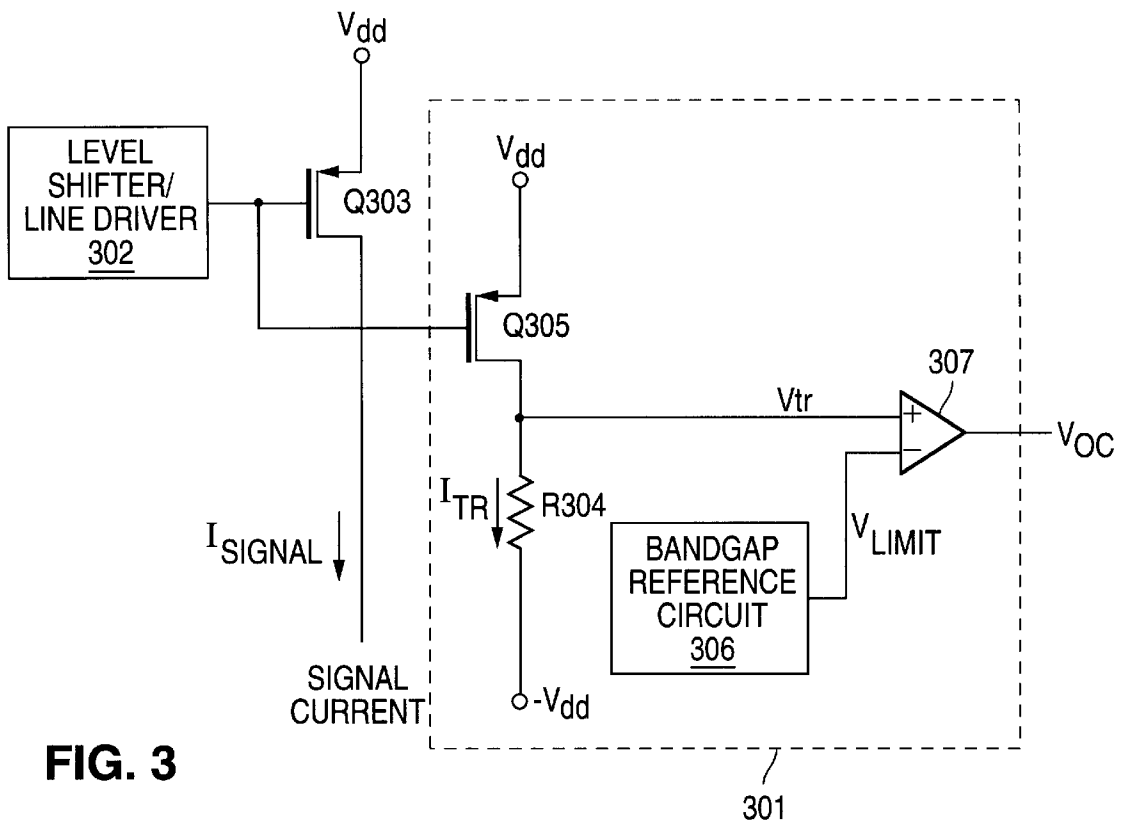 Vdd
LEVEL
SHIFTER/
LINE DRIVER
302
Q303
Vdd
Q305
307
Vtr
+
−
VOC
ISIGNAL
ITR
R304
VLIMIT
BANDGAP
REFERENCE
CIRCUIT
306
SIGNAL
CURRENT
-Vdd
FIG. 3
301